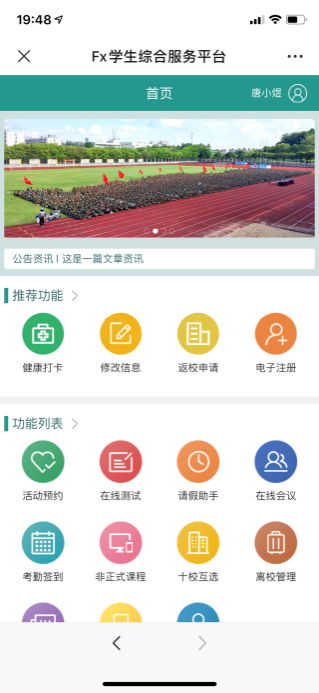 19:48
Fx学生综合服务平台
首页
唐小煜
公告资讯 | 这是一篇文章资讯
推荐功能
健康打卡 修改信息 返校申请 电子注册
功能列表
活动预约 在线测试 请假助手 在线会议
考勤签到 非正式课程 十校互选 离校管理